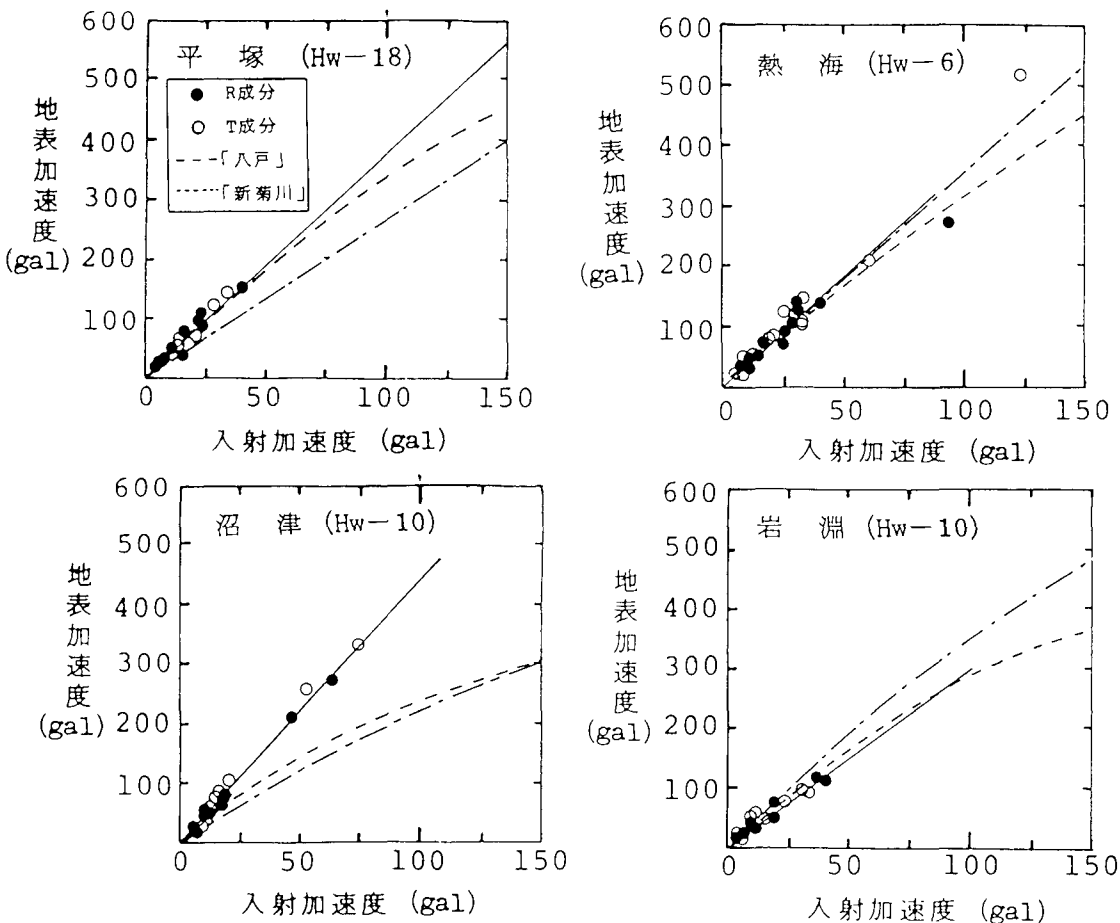 平塚 (Hw-18)
● R成分
○ T成分
---「八戸」
----「新菊川」
地表加速度
(gal)
600
500
400
300
200
100
0 50 100 150
入射加速度 (gal)
熱海 (Hw-6)
地表加速度
(gal)
600
500
400
300
200
100
0 50 100 150
入射加速度 (gal)
沼津 (Hw-10)
地表加速度
(gal)
600
500
400
300
200
100
0 50 100 150
入射加速度 (gal)
岩淵 (Hw-10)
地表加速度
(gal)
600
500
400
300
200
100
0 50 100 150
入射加速度 (gal)